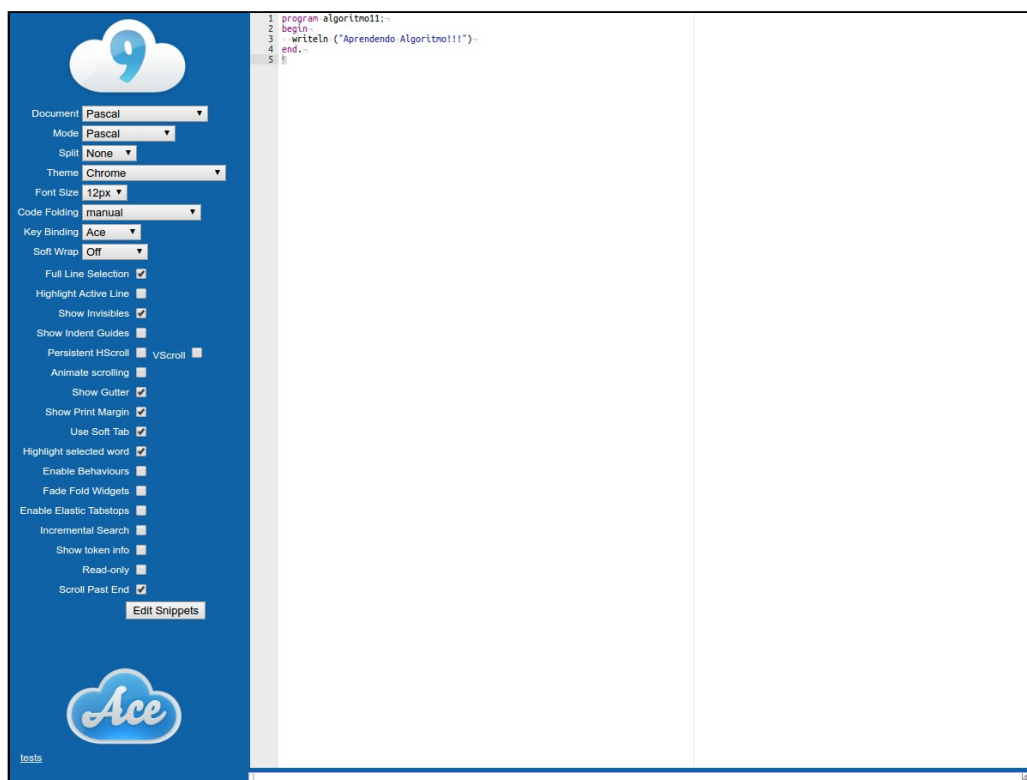 9
Document Pascal
Mode Pascal
Split None
Theme Chrome
Font Size 12px
Code Folding manual
Key Binding Ace
Soft Wrap Off
Full Line Selection
Highlight Active Line
Show Invisibles
Show Indent Guides
Persistent HScroll VScroll
Animate scrolling
Show Gutter
Show Print Margin
Use Soft Tab
Highlight selected word
Enable Behaviours
Fade Fold Widgets
Enable Elastic Tabstops
Incremental Search
Show token info
Read-only
Scroll Past End
Edit Snippets
Ace
tests
1 program·algoritmo11;¬
2 begin¬
3 ··writeln·("Aprendendo·Algoritmo!!!")¬
4 end.¬
5 ¶